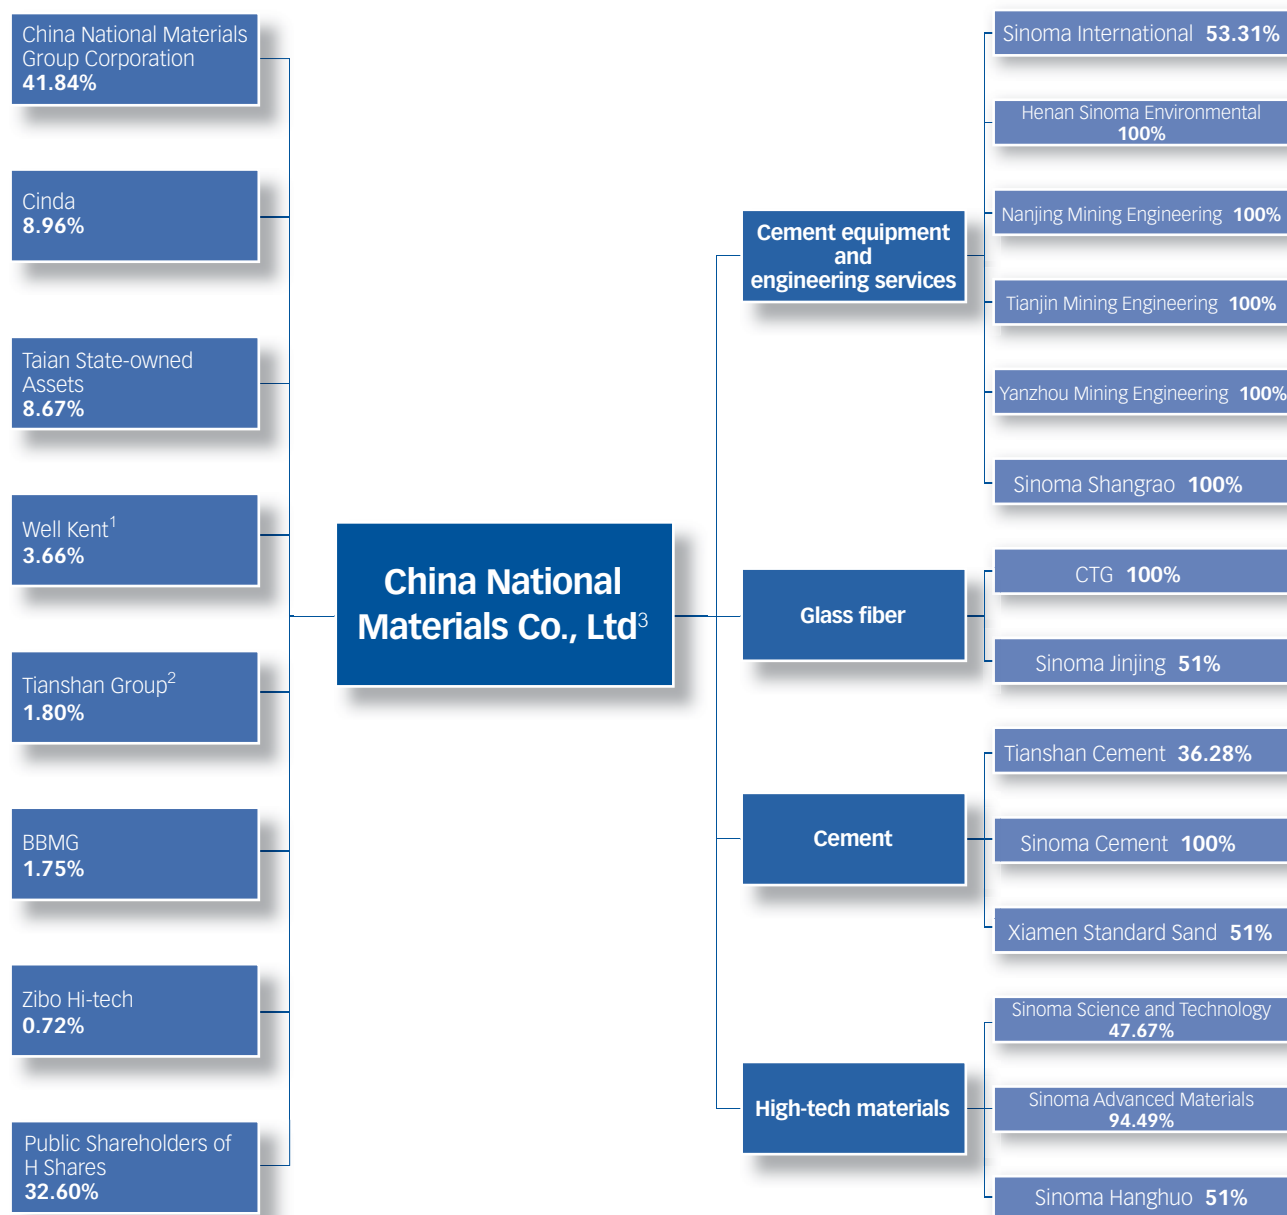 China National Materials
Group Corporation
41.84%
Cinda
8.96%
Taian State-owned
Assets
8.67%
Well Kent1
3.66%
Tianshan Group2
1.80%
BBMG
1.75%
Zibo Hi-tech
0.72%
Public Shareholders of
H Shares
32.60%
China National
Materials Co., Ltd3
Cement equipment
and
engineering services
Glass fiber
Cement
High-tech materials
Sinoma International 53.31%
Henan Sinoma Environmental
100%
Nanjing Mining Engineering 100%
Tianjin Mining Engineering 100%
Yanzhou Mining Engineering 100%
Sinoma Shangrao 100%
CTG 100%
Sinoma Jinjing 51%
Tianshan Cement 36.28%
Sinoma Cement 100%
Xiamen Standard Sand 51%
Sinoma Science and Technology
47.67%
Sinoma Advanced Materials
94.49%
Sinoma Hanghuo 51%